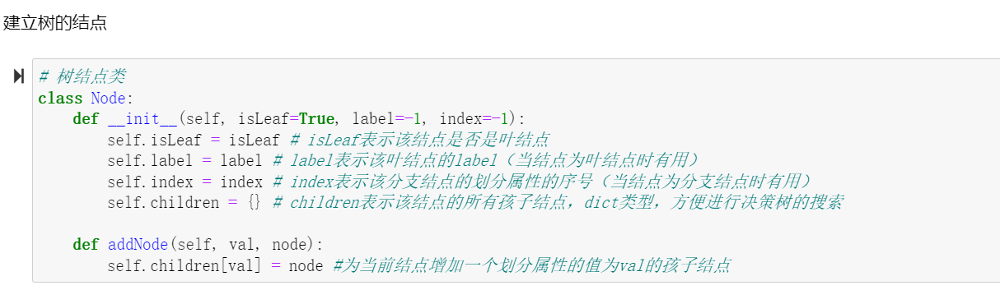 建立树的结点
# 树结点类
class Node:
    def __init__(self, isLeaf=True, label=-1, index=-1):
        self.isLeaf = isLeaf # isLeaf表示该结点是否是叶结点
        self.label = label # label表示该叶结点的label（当结点为叶结点时有用）
        self.index = index # index表示该分支结点的划分属性的序号（当结点为分支结点时有用）
        self.children = {} # children表示该结点的所有孩子结点，dict类型，方便进行决策树的搜索
    def addNode(self, val, node):
        self.children[val] = node #为当前结点增加一个划分属性的值为val的孩子结点